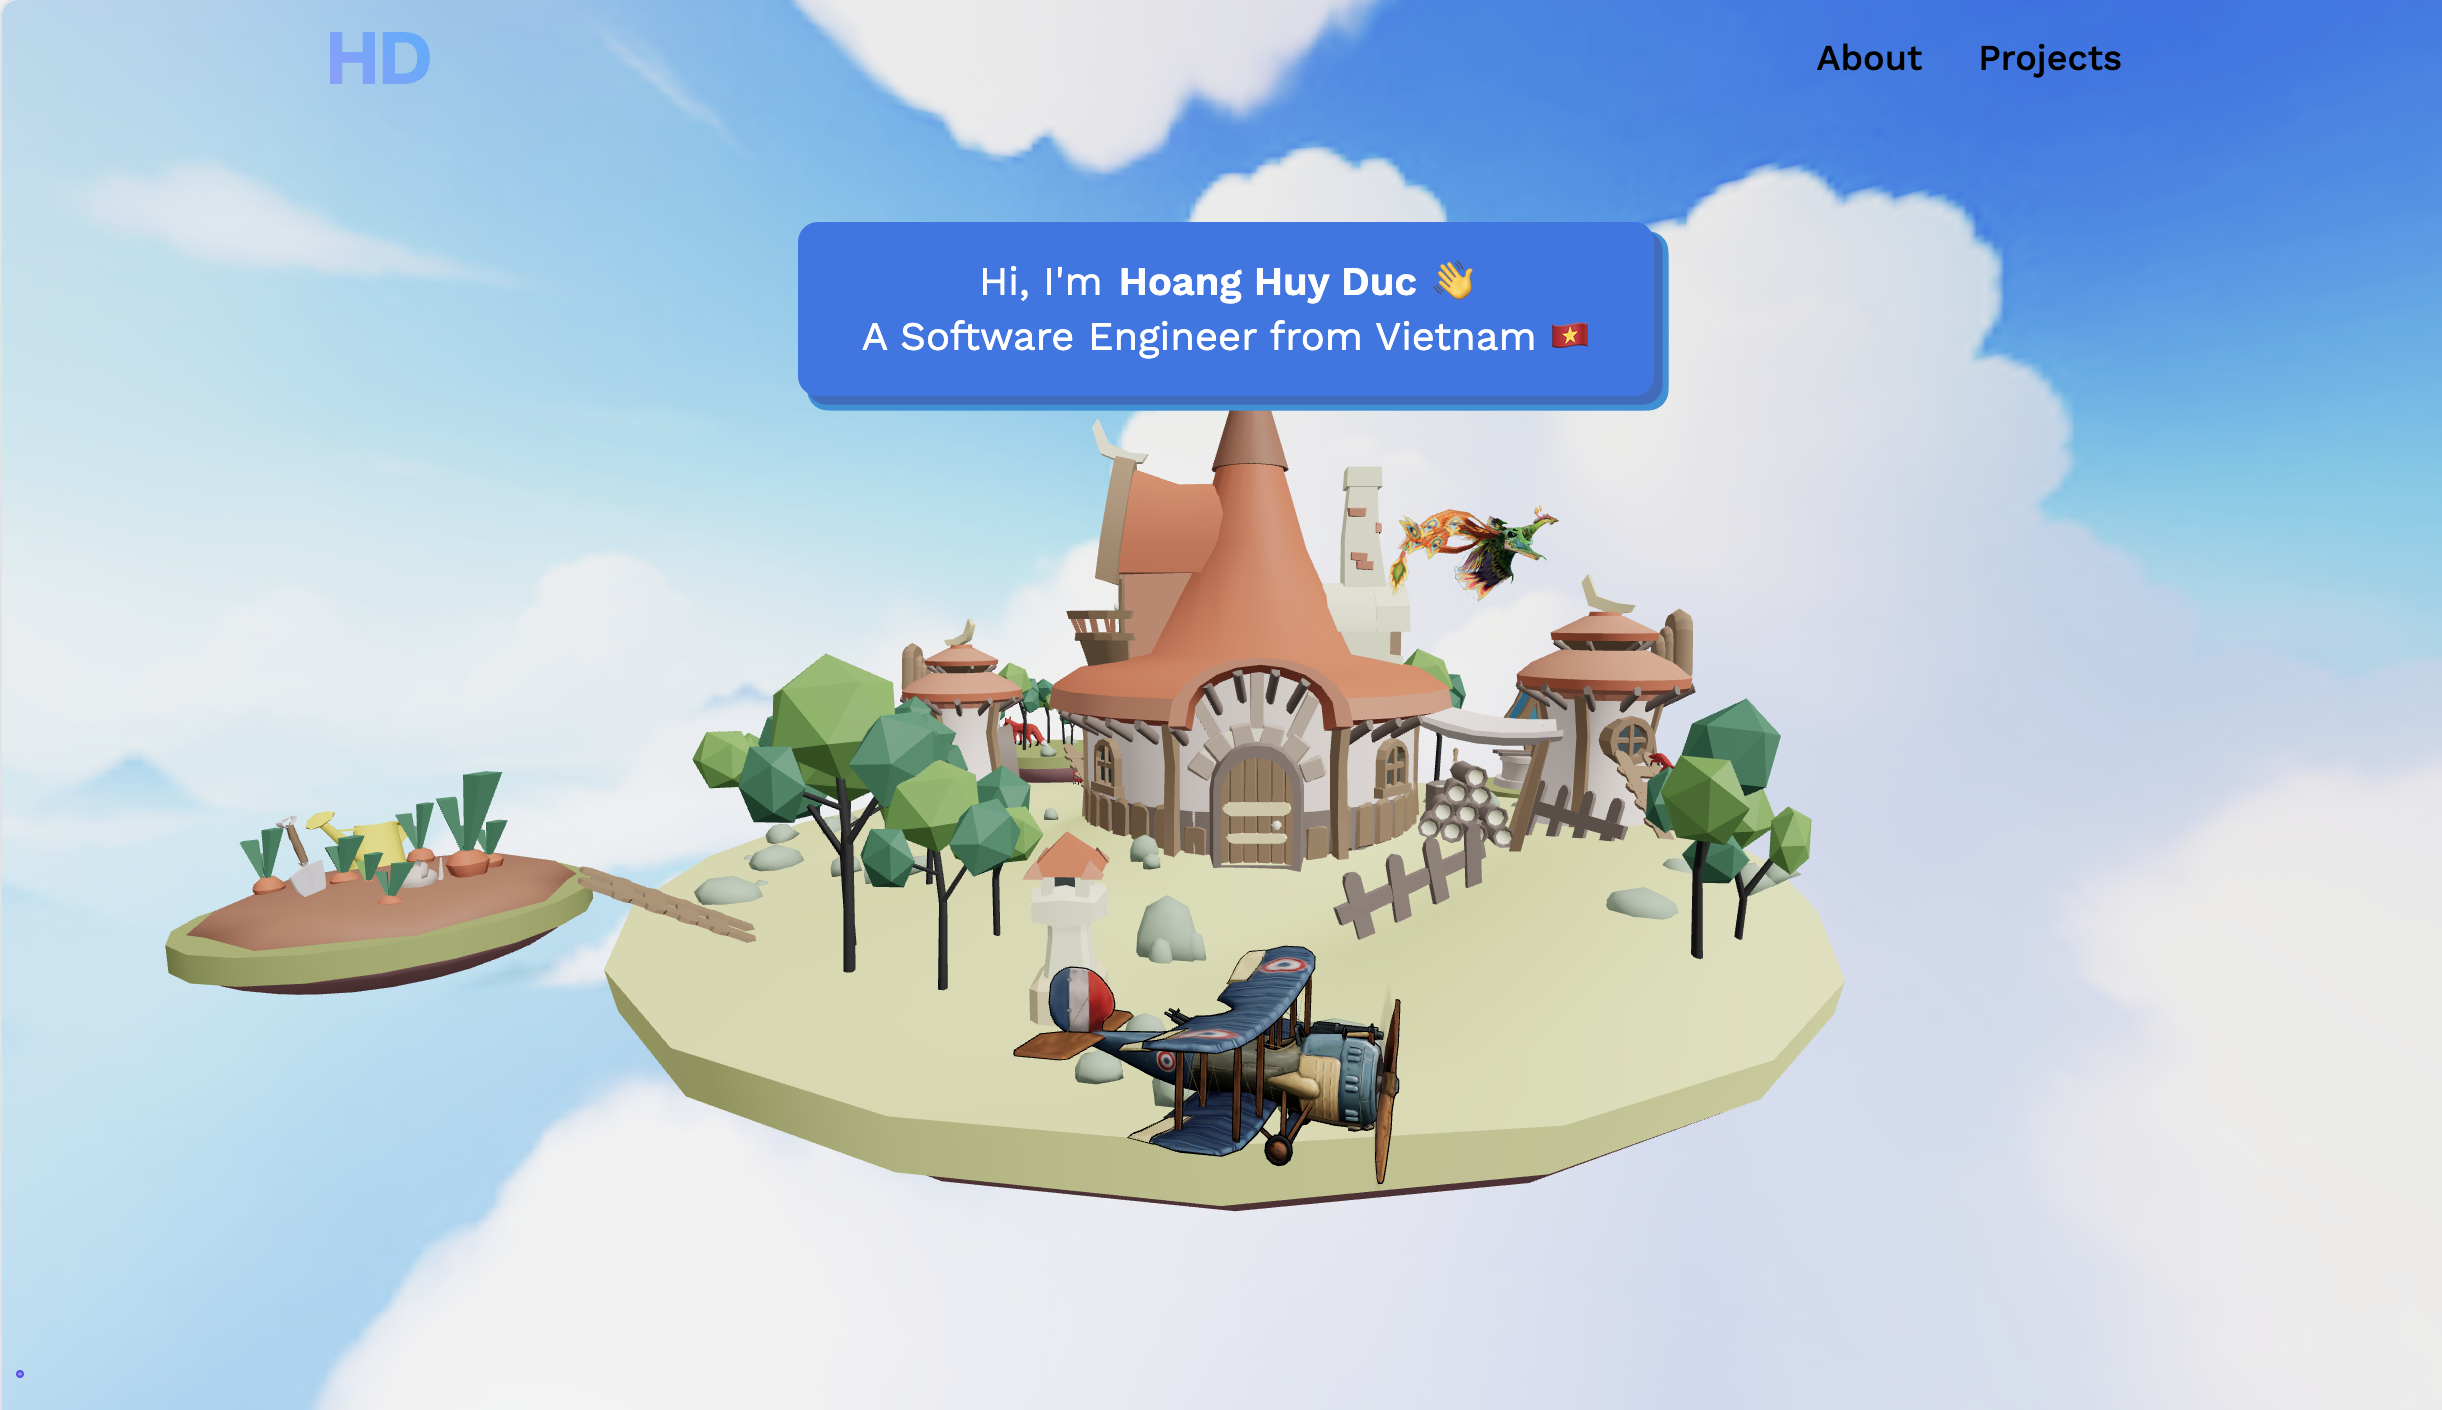 HD
About Projects
Hi, I'm Hoang Huy Duc 👋
A Software Engineer from Vietnam 🇻🇳